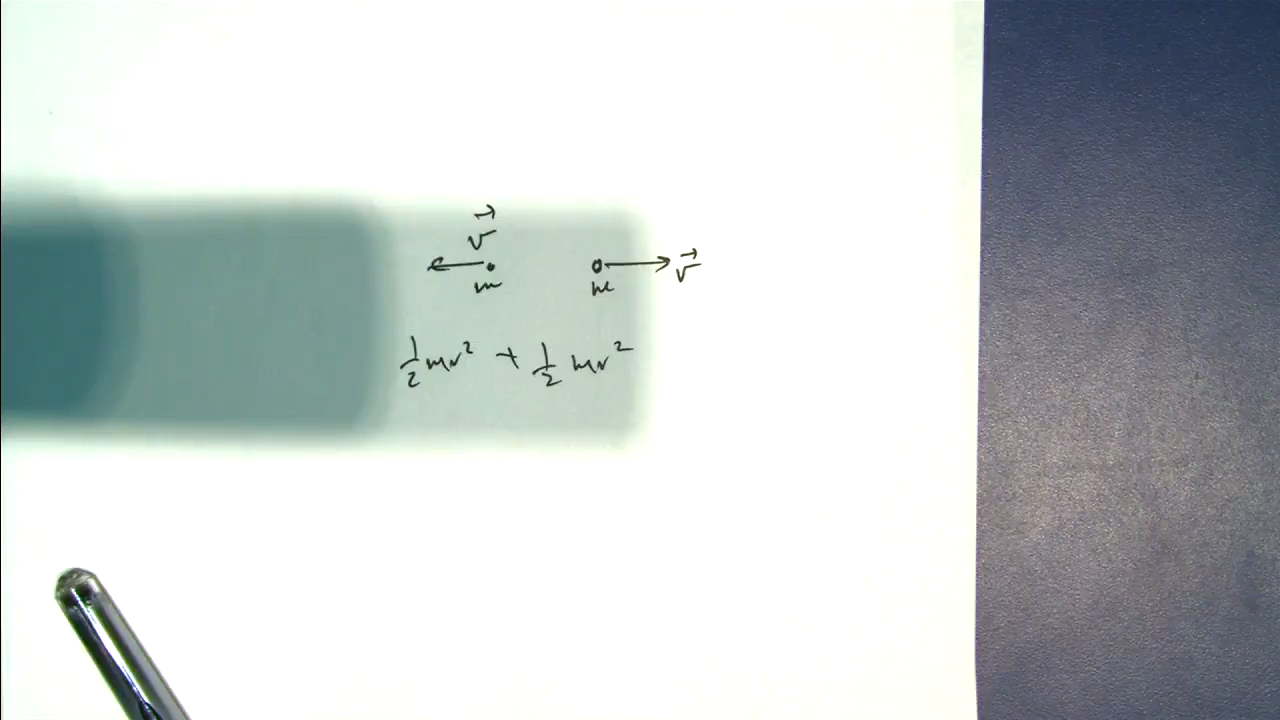 v⃗
v⃗
m m
½mv² + ½mv²